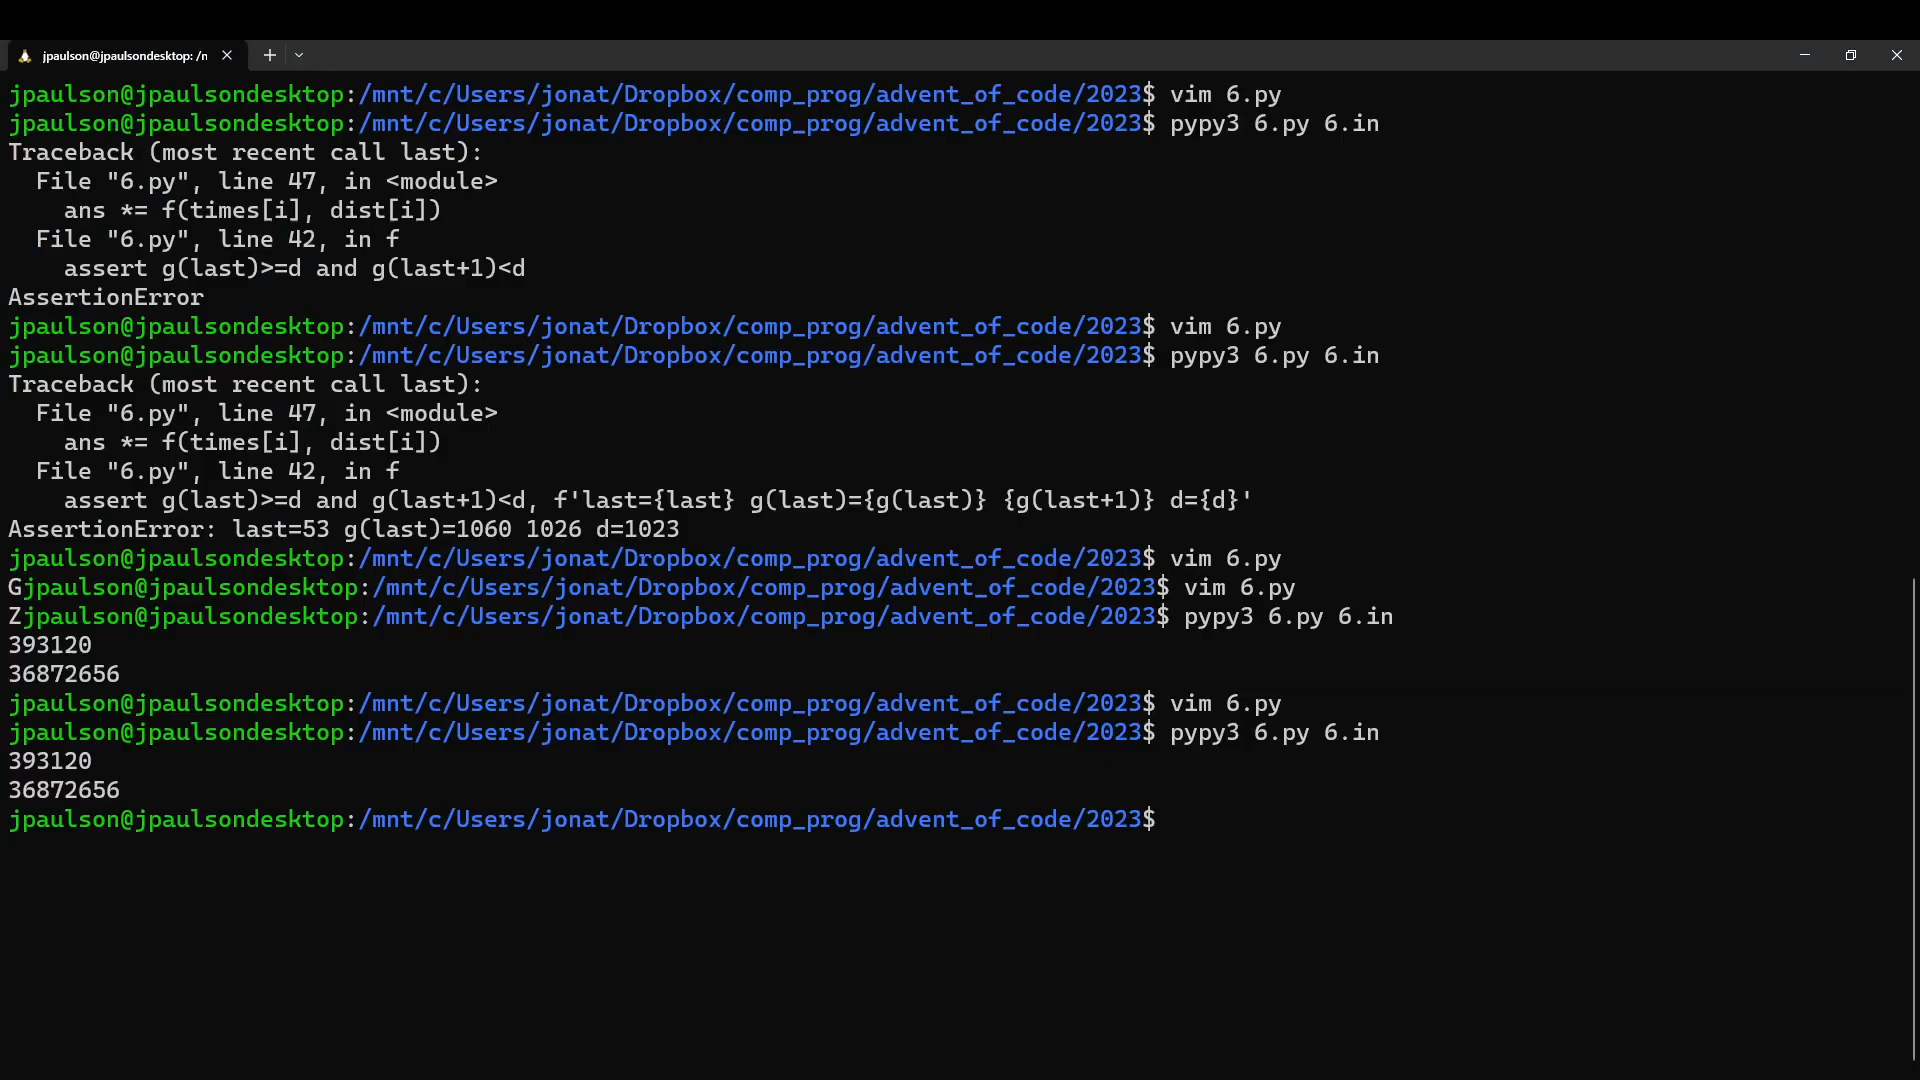 jpaulson@jpaulsondesktop: /n
jpaulson@jpaulsondesktop:/mnt/c/Users/jonat/Dropbox/comp_prog/advent_of_code/2023$ vim 6.py
jpaulson@jpaulsondesktop:/mnt/c/Users/jonat/Dropbox/comp_prog/advent_of_code/2023$ pypy3 6.py 6.in
Traceback (most recent call last):
  File "6.py", line 47, in <module>
    ans *= f(times[i], dist[i])
  File "6.py", line 42, in f
    assert g(last)>=d and g(last+1)<d
AssertionError
jpaulson@jpaulsondesktop:/mnt/c/Users/jonat/Dropbox/comp_prog/advent_of_code/2023$ vim 6.py
jpaulson@jpaulsondesktop:/mnt/c/Users/jonat/Dropbox/comp_prog/advent_of_code/2023$ pypy3 6.py 6.in
Traceback (most recent call last):
  File "6.py", line 47, in <module>
    ans *= f(times[i], dist[i])
  File "6.py", line 42, in f
    assert g(last)>=d and g(last+1)<d, f'last={last} g(last)={g(last)} {g(last+1)} d={d}'
AssertionError: last=53 g(last)=1060 1026 d=1023
jpaulson@jpaulsondesktop:/mnt/c/Users/jonat/Dropbox/comp_prog/advent_of_code/2023$ vim 6.py
Gjpaulson@jpaulsondesktop:/mnt/c/Users/jonat/Dropbox/comp_prog/advent_of_code/2023$ vim 6.py
Zjpaulson@jpaulsondesktop:/mnt/c/Users/jonat/Dropbox/comp_prog/advent_of_code/2023$ pypy3 6.py 6.in
393120
36872656
jpaulson@jpaulsondesktop:/mnt/c/Users/jonat/Dropbox/comp_prog/advent_of_code/2023$ vim 6.py
jpaulson@jpaulsondesktop:/mnt/c/Users/jonat/Dropbox/comp_prog/advent_of_code/2023$ pypy3 6.py 6.in
393120
36872656
jpaulson@jpaulsondesktop:/mnt/c/Users/jonat/Dropbox/comp_prog/advent_of_code/2023$